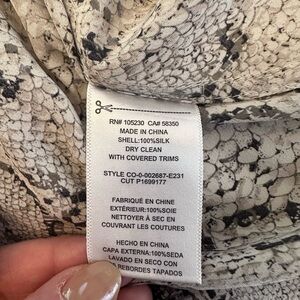 RN# 105230 CA# 58350
MADE IN CHINA
SHELL:100%SILK
DRY CLEAN
WITH COVERED TRIMS
STYLE CO-0-002687-E231
CUT P1699177
FABRIQUÉ EN CHINE
EXTÉRIEUR:100%SOIE
NETTOYER À SEC EN
COUVRANT LES COUTURES
HECHO EN CHINA
CAPA EXTERNA:100%SEDA
LAVADO EN SECO CON
REBORDES TAPADOS